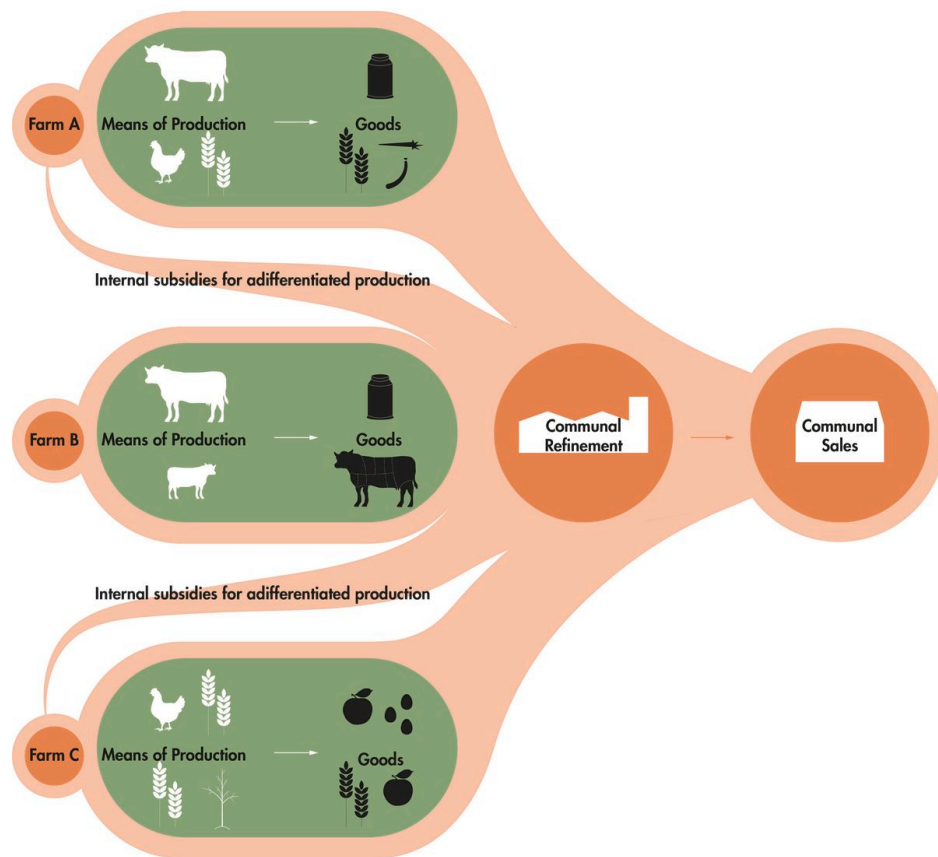 Farm A
Means of Production
Goods
Internal subsidies for adifferentiated production
Farm B
Means of Production
Goods
Communal
Refinement
Communal
Sales
Internal subsidies for adifferentiated production
Farm C
Means of Production
Goods